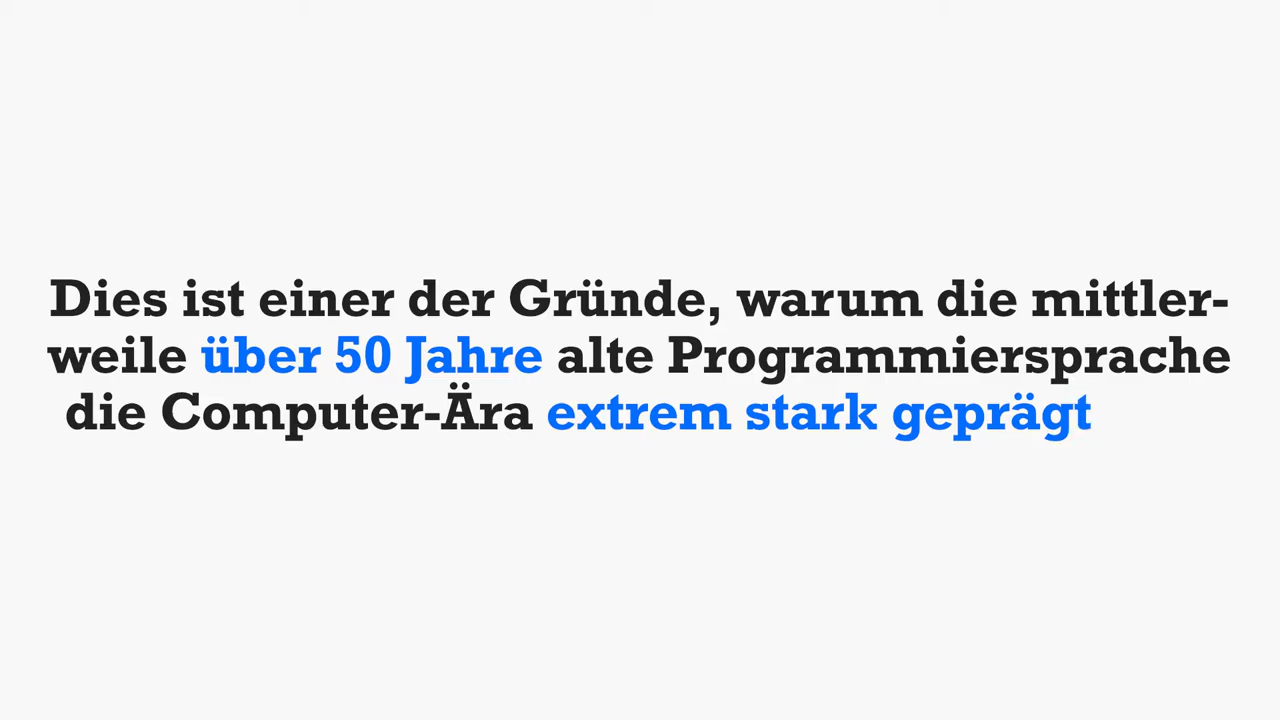 Dies ist einer der Gründe, warum die mittler-
weile über 50 Jahre alte Programmiersprache
die Computer-Ära extrem stark geprägt